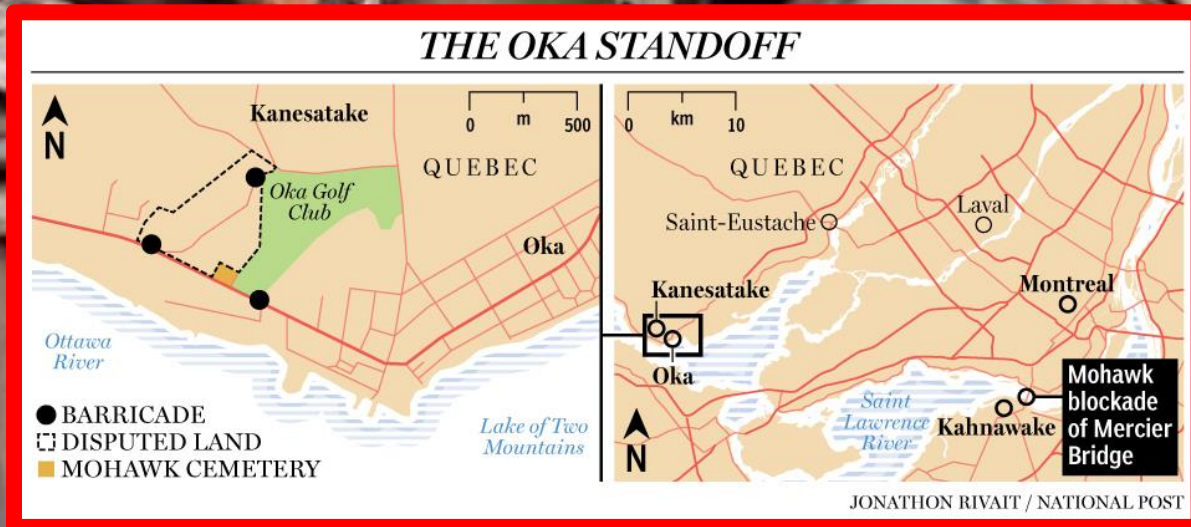 THE OKA STANDOFF
N
Kanesatake
0 m 500
QUEBEC
Oka Golf
Club
Oka
Ottawa
River
Lake of Two
Mountains
BARRICADE
DISPUTED LAND
MOHAWK CEMETERY
0 km 10
QUEBEC
Saint-Eustache
Laval
Kanesatake
Montreal
Oka
Saint
Lawrence
River
Kahnawake
Mohawk
blockade
of Mercier
Bridge
N
JONATHON RIVAIT / NATIONAL POST